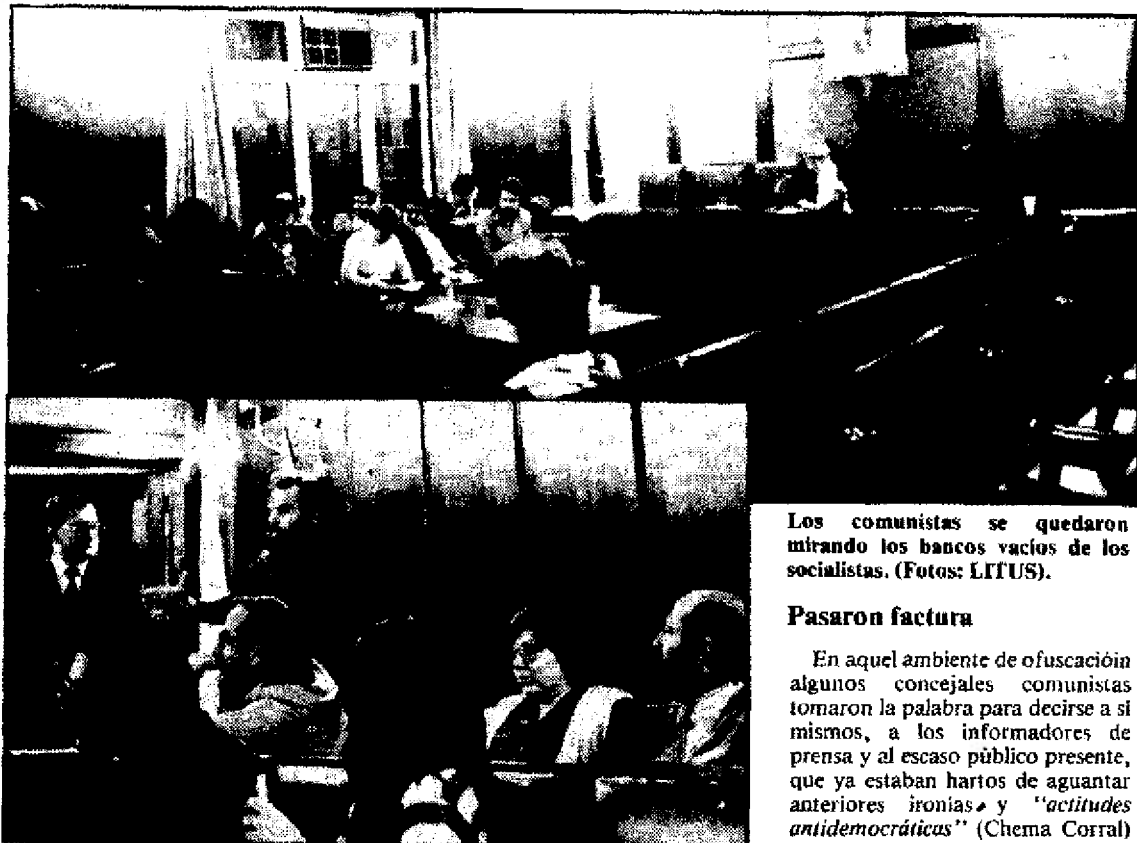 Los comunistas se quedaron
mirando los bancos vacíos de los
socialistas. (Fotos: LITUS).
Pasaron factura
En aquel ambiente de ofuscacióin
algunos concejales comunistas
tomaron la palabra para decirse a sí
mismos, a los informadores de
prensa y al escaso público presente,
que ya estaban hartos de aguantar
anteriores ironías y "actitudes
antidemocráticas" (Chema Corral)